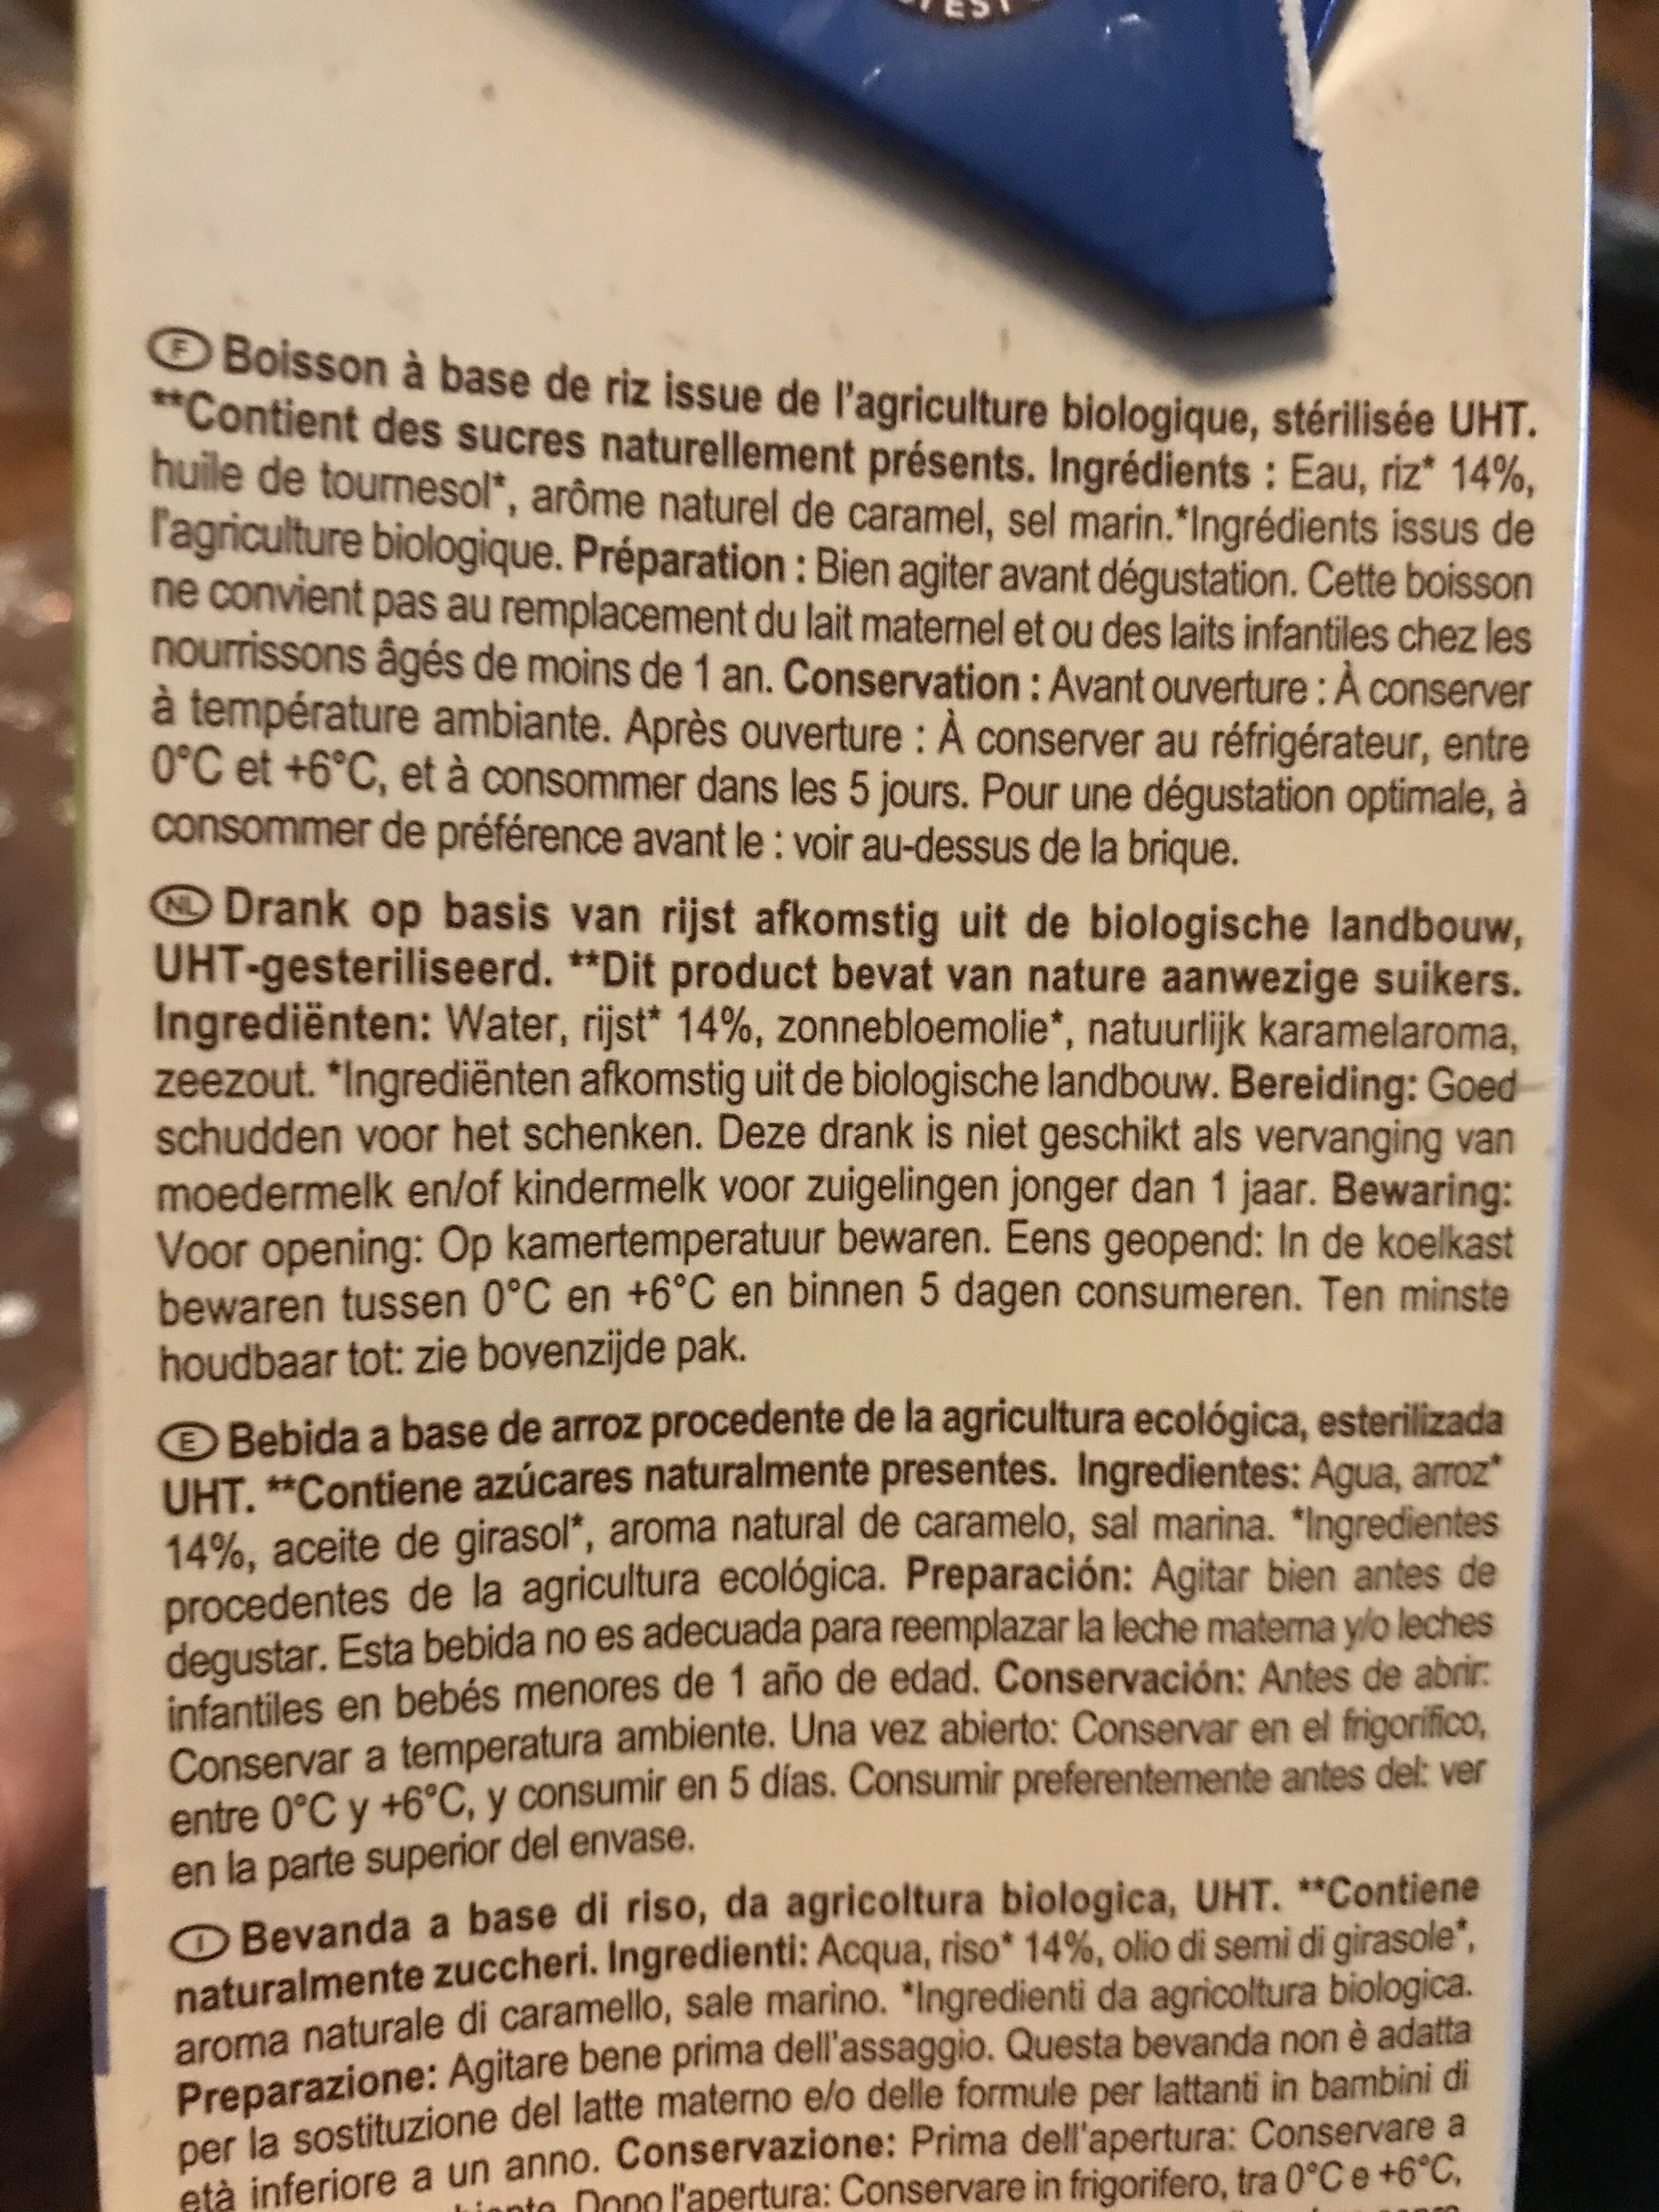 EST
F Boisson à base de riz issue de l'agriculture biologique, stérilisée UHT.
**Contient des sucres naturellement présents. Ingrédients : Eau, riz* 14%,
huile de tournesol*, arôme naturel de caramel, sel marin.*Ingrédients issus de
l'agriculture biologique. Préparation : Bien agiter avant dégustation. Cette boisson
ne convient pas au remplacement du lait maternel et ou des laits infantiles chez les
nourrissons âgés de moins de 1 an. Conservation : Avant ouverture : À conserver
à température ambiante. Après ouverture : À conserver au réfrigérateur, entre
0°C et +6°C, et à consommer dans les 5 jours. Pour une dégustation optimale, à
consommer de préférence avant le : voir au-dessus de la brique.
NL Drank op basis van rijst afkomstig uit de biologische landbouw,
UHT-gesteriliseerd. **Dit product bevat van nature aanwezige suikers.
Ingrediënten: Water, rijst* 14%, zonnebloemolie*, natuurlijk karamelaroma,
zeezout. *Ingrediënten afkomstig uit de biologische landbouw. Bereiding: Goed
schudden voor het schenken. Deze drank is niet geschikt als vervanging van
moedermelk en/of kindermelk voor zuigelingen jonger dan 1 jaar. Bewaring:
Voor opening: Op kamertemperatuur bewaren. Eens geopend: In de koelkast
bewaren tussen 0°C en +6°C en binnen 5 dagen consumeren. Ten minste
houdbaar tot: zie bovenzijde pak.
E Bebida a base de arroz procedente de la agricultura ecológica, esterilizada
UHT. **Contiene azúcares naturalmente presentes. Ingredientes: Agua, arroz*
14%, aceite de girasol*, aroma natural de caramelo, sal marina. *Ingredientes
procedentes de la agricultura ecológica. Preparación: Agitar bien antes de
degustar. Esta bebida no es adecuada para reemplazar la leche materna y/o leches
infantiles en bebés menores de 1 año de edad. Conservación: Antes de abrir:
Conservar a temperatura ambiente. Una vez abierto: Conservar en el frigorífico,
entre 0°C y +6°C, y consumir en 5 días. Consumir preferentemente antes del: ver
en la parte superior del envase.
I Bevanda a base di riso, da agricoltura biologica, UHT. **Contiene
naturalmente zuccheri. Ingredienti: Acqua, riso* 14%, olio di semi di girasole*,
aroma naturale di caramello, sale marino. *Ingredienti da agricoltura biologica.
Preparazione: Agitare bene prima dell'assaggio. Questa bevanda non è adatta
per la sostituzione del latte materno e/o delle formule per lattanti in bambini di
età inferiore a un anno. Conservazione: Prima dell'apertura: Conservare a
Dopo l'apertura: Conservare in frigorifero, tra 0°C e +6°C,